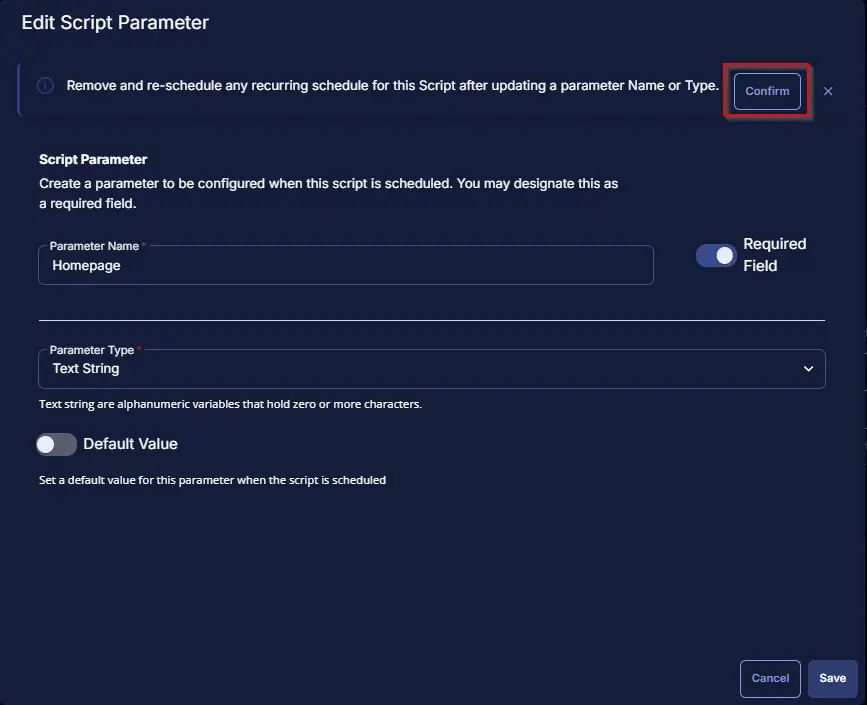 Edit Script Parameter
Remove and re-schedule any recurring schedule for this Script after updating a parameter Name or Type.
Confirm
Script Parameter
Create a parameter to be configured when this script is scheduled. You may designate this as
a required field.
Parameter Name *
Homepage
Required
Field
Parameter Type *
Text String
Text string are alphanumeric variables that hold zero or more characters.
Default Value
Set a default value for this parameter when the script is scheduled
Cancel
Save